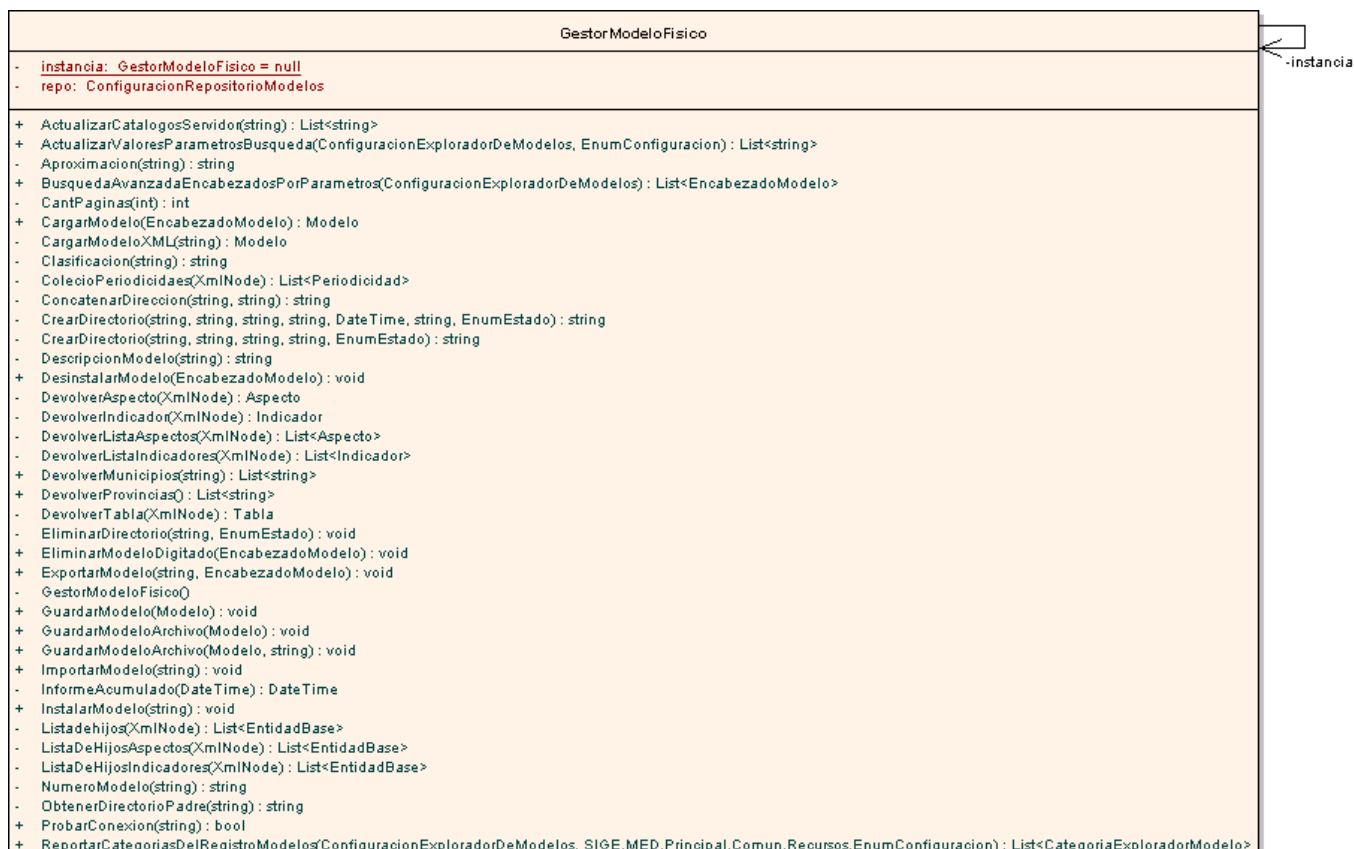 GestorModeloFisico
- instancia: GestorModeloFisico = null
- repo: ConfiguracionRepositorioModelos
-instancia
+ ActualizarCatalogosServidor(string) : List<string>
+ ActualizarValoresParametrosBusqueda(ConfiguracionExploradorDeModelos, EnumConfiguracion) : List<string>
- Aproximacion(string) : string
+ BusquedaAvanzadaEncabezadosPorParametros(ConfiguracionExploradorDeModelos) : List<EncabezadoModelo>
- CantPaginas(int) : int
+ CargarModelo(EncabezadoModelo) : Modelo
- CargarModeloXML(string) : Modelo
- Clasificacion(string) : string
- ColecioPeriodicidaes(XmlNode) : List<Periodicidad>
- ConcatenarDireccion(string, string) : string
- CrearDirectorio(string, string, string, string, DateTime, string, EnumEstado) : string
- CrearDirectorio(string, string, string, string, EnumEstado) : string
- DescripcionModelo(string) : string
+ DesinstalarModelo(EncabezadoModelo) : void
- DevolverAspecto(XmlNode) : Aspecto
- DevolverIndicador(XmlNode) : Indicador
- DevolverListaAspectos(XmlNode) : List<Aspecto>
- DevolverListaIndicadores(XmlNode) : List<Indicador>
+ DevolverMunicipios(string) : List<string>
+ DevolverProvincias() : List<string>
- DevolverTabla(XmlNode) : Tabla
- EliminarDirectorio(string, EnumEstado) : void
+ EliminarModeloDigitado(EncabezadoModelo) : void
+ ExportarModelo(string, EncabezadoModelo) : void
- GestorModeloFisico()
+ GuardarModelo(Modelo) : void
+ GuardarModeloArchivo(Modelo) : void
+ GuardarModeloArchivo(Modelo, string) : void
+ ImportarModelo(string) : void
- InformeAcumulado(DateTime) : DateTime
+ InstalarModelo(string) : void
- Listadehijos(XmlNode) : List<EntidadBase>
- ListaDeHijosAspectos(XmlNode) : List<EntidadBase>
- ListaDeHijosIndicadores(XmlNode) : List<EntidadBase>
- NumeroModelo(string) : string
- ObtenerDirectorioPadre(string) : string
+ ProbarConexion(string) : bool
+ ReportarCategoriasDelRegistroModelos(ConfiguracionExploradorDeModelos, SIGE.MED.Principal.Comun.Recursos.EnumConfiguracion) : List<CategoriaExploradorModelo>